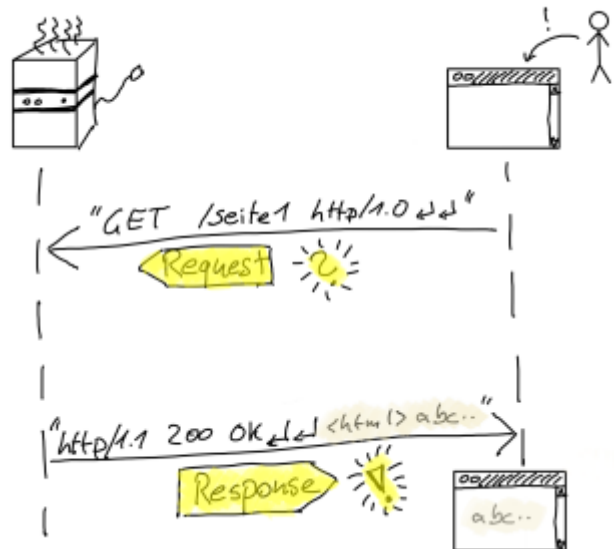 !
"GET /seite1 http/1.0 ↲↲"
Request ?
"http/1.1 200 OK ↲↲ <html> abc.."
Response !
abc..